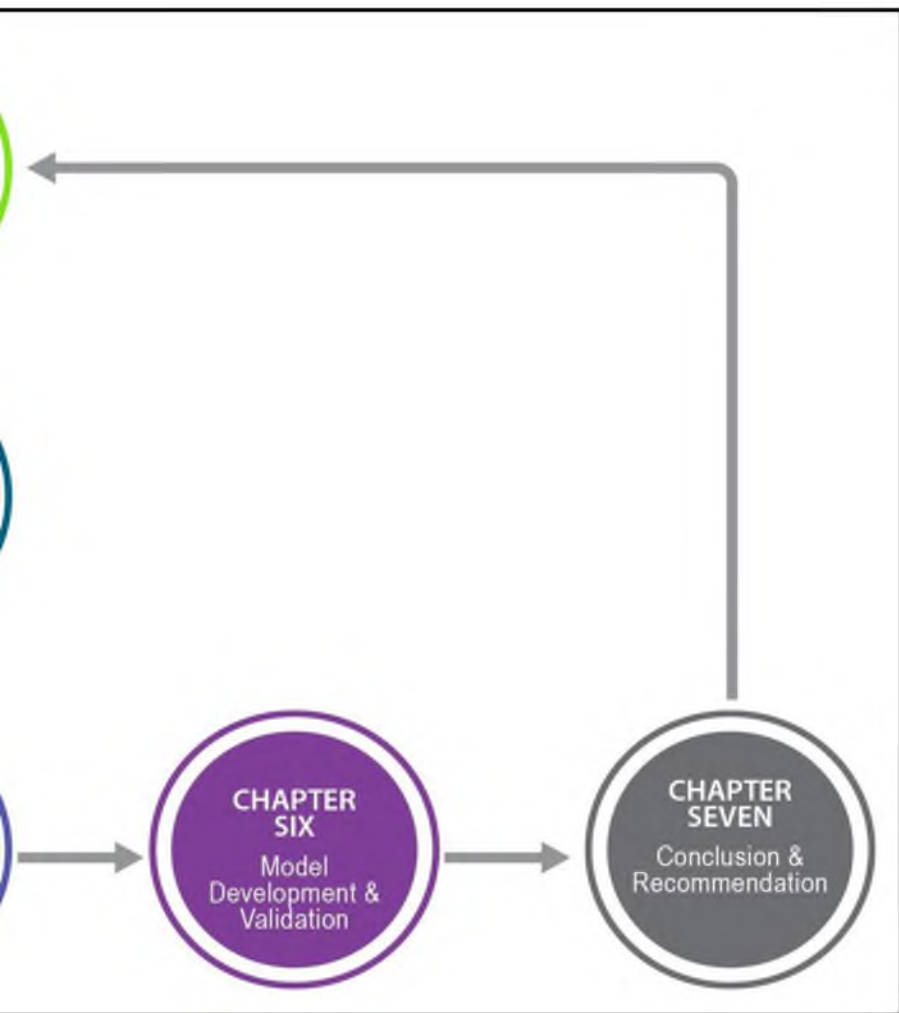 CHAPTER
SIX
Model
Development &
Validation
CHAPTER
SEVEN
Conclusion &
Recommendation